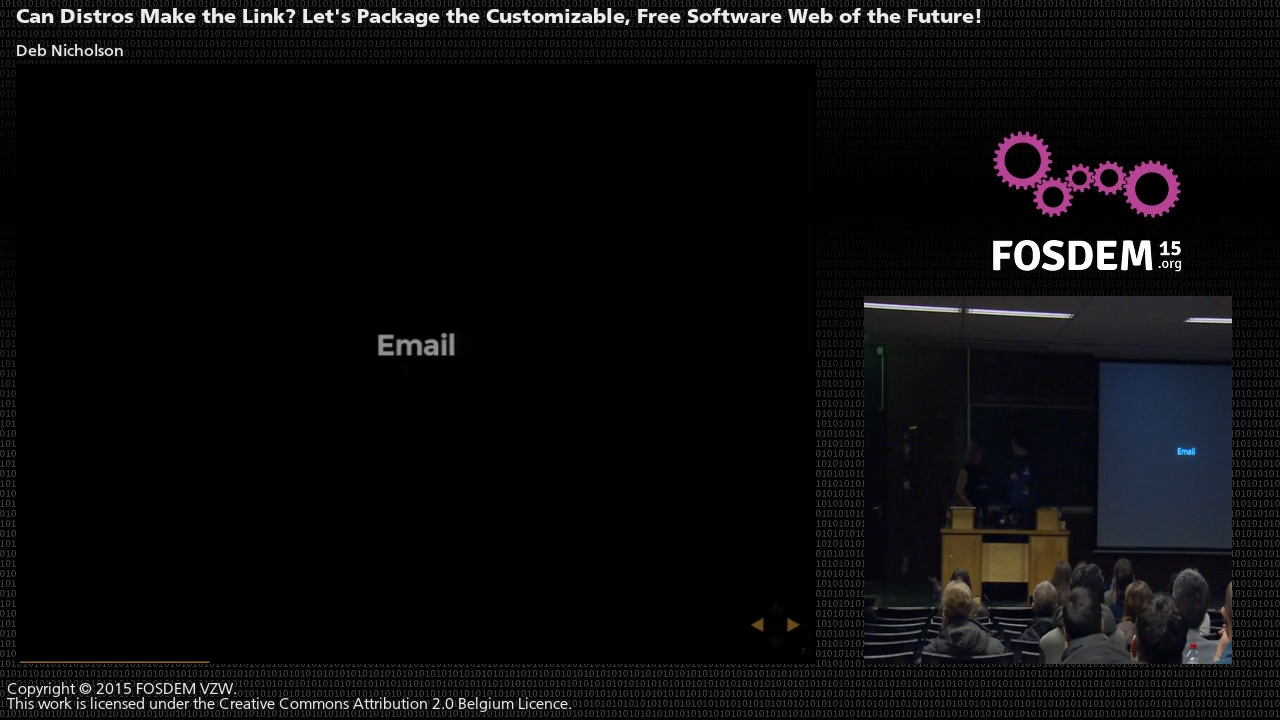 Can Distros Make the Link? Let's Package the Customizable, Free Software Web of the Future!
Deb Nicholson
Email
FOSDEM 15
.org
Email
7
Copyright © 2015 FOSDEM VZW.
This work is licensed under the Creative Commons Attribution 2.0 Belgium Licence.